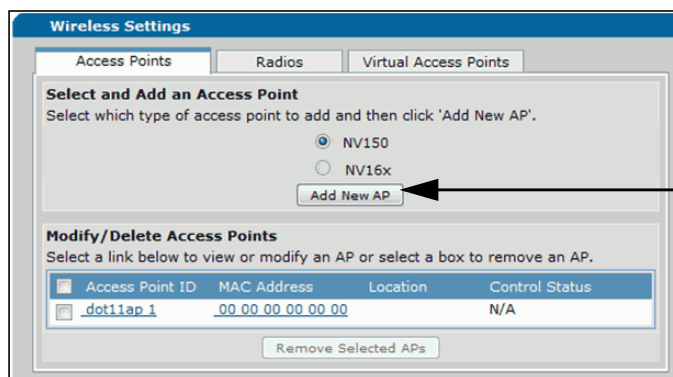 Wireless Settings
Access Points Radios Virtual Access Points
Select and Add an Access Point
Select which type of access point to add and then click 'Add New AP'.
NV150
NV16x
Add New AP
Modify/Delete Access Points
Select a link below to view or modify an AP or select a box to remove an AP.
Access Point ID MAC Address Location Control Status
dot11ap 1 00 00 00 00 00 00 N/A
Remove Selected APs